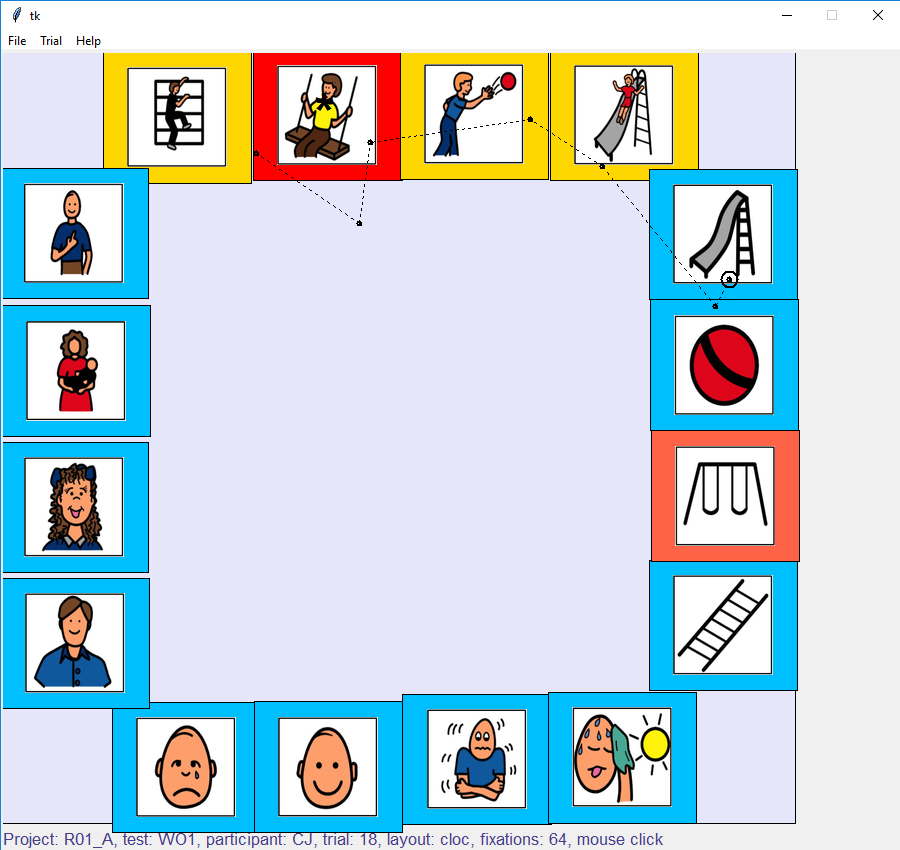 tk
File Trial Help
Project: R01_A, test: WO1, participant: CJ, trial: 18, layout: cloc, fixations: 64, mouse click